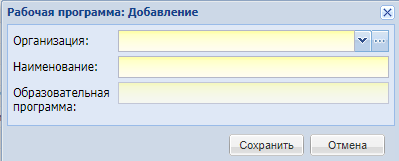 Рабочая программа: Добавление
Организация:
Наименование:
Образовательная
программа:
Сохранить Отмена